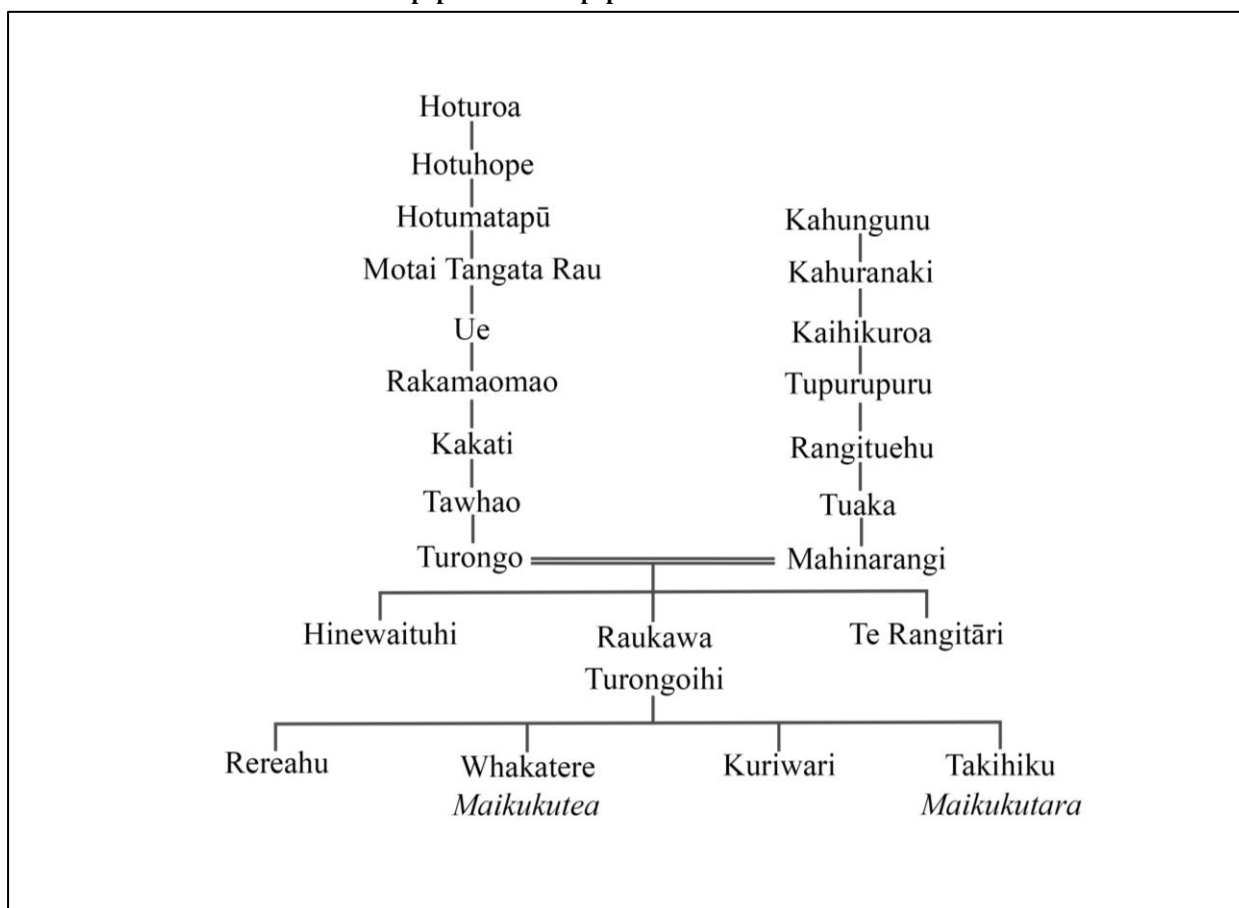 Hoturoa
Hotuhope
Hotumatapū
Motai Tangata Rau
Ue
Rakamaomao
Kakati
Tawhao
Turongo
Kahungunu
Kahuranaki
Kaihikuroa
Tupurupuru
Rangituehu
Tuaka
Mahinarangi
Hinewaituhi
Raukawa
Turongoihi
Te Rangitāri
Rereahu
Whakatere
Maikukutea
Kuriwari
Takihiku
Maikukutara